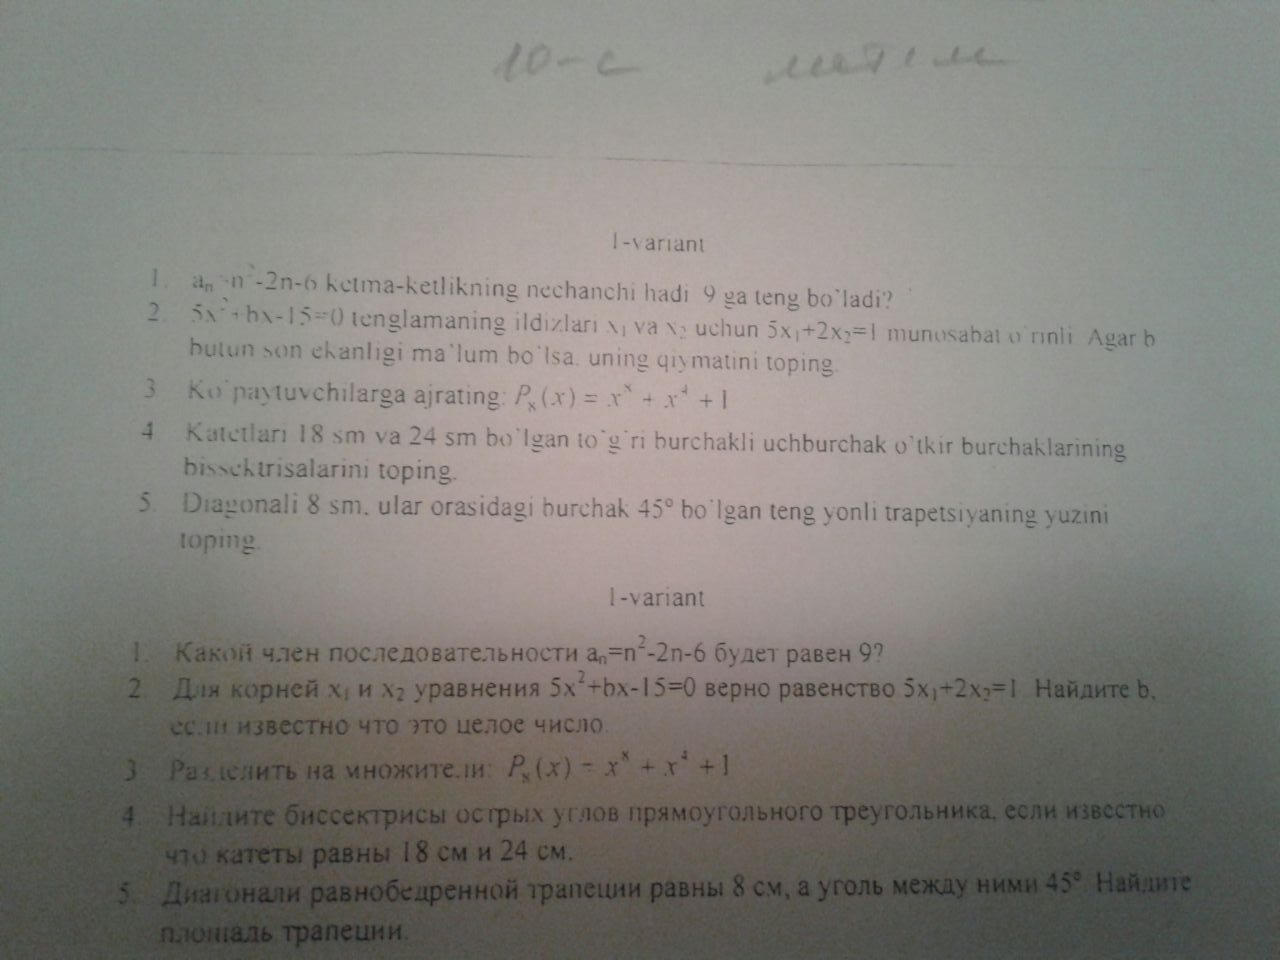 10-с матем
1-variant
1. aₙ=n²-2n-6 ketma-ketlikning nechanchi hadi 9 ga teng bo`ladi?
2. 5x²+bx-15=0 tenglamaning ildizlari x₁ va x₂ uchun 5x₁+2x₂=1 munosabat o`rinli. Agar b
butun son ekanligi ma`lum bo`lsa, uning qiymatini toping.
3 Ko`paytuvchilarga ajrating: P₈(x) = x⁸ + x⁴ + 1
4 Katetlari 18 sm va 24 sm bo`lgan to`g`ri burchakli uchburchak o`tkir burchaklarining
bissektrisalarini toping.
5. Diagonali 8 sm, ular orasidagi burchak 45° bo`lgan teng yonli trapetsiyaning yuzini
toping.
1-variant
1. Какой член последовательности aₙ=n²-2n-6 будет равен 9?
2 Для корней x₁ и x₂ уравнения 5x²+bx-15=0 верно равенство 5x₁+2x₂=1 Найдите b,
если известно что это целое число.
3 Разделить на множители: P₈(x) = x⁸ + x⁴ + 1
4. Найдите биссектрисы острых углов прямоугольного треугольника, если известно
что катеты равны 18 см и 24 см.
5. Диагонали равнобедренной трапеции равны 8 см, а уголь между ними 45° Найдите
площадь трапеции.